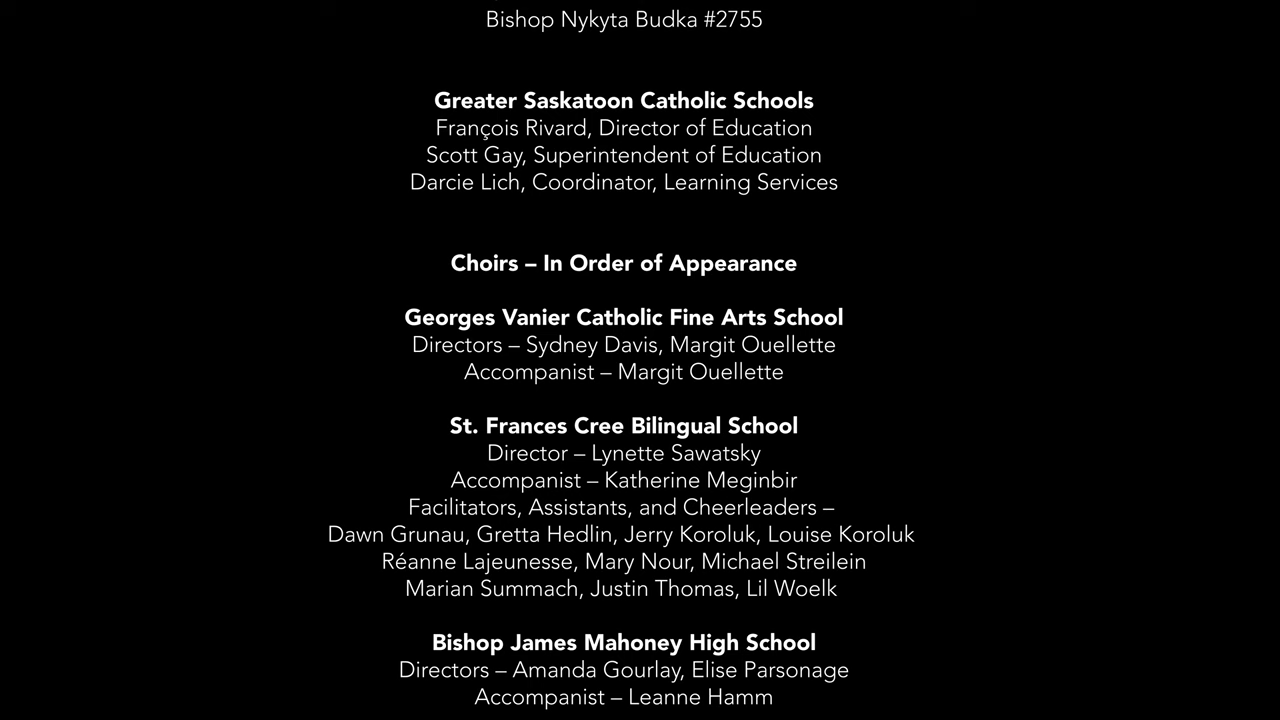 Bishop Nykyta Budka #2755
Greater Saskatoon Catholic Schools
François Rivard, Director of Education
Scott Gay, Superintendent of Education
Darcie Lich, Coordinator, Learning Services
Choirs – In Order of Appearance
Georges Vanier Catholic Fine Arts School
Directors – Sydney Davis, Margit Ouellette
Accompanist – Margit Ouellette
St. Frances Cree Bilingual School
Director – Lynette Sawatsky
Accompanist – Katherine Meginbir
Facilitators, Assistants, and Cheerleaders –
Dawn Grunau, Gretta Hedlin, Jerry Koroluk, Louise Koroluk
Réanne Lajeunesse, Mary Nour, Michael Streilein
Marian Summach, Justin Thomas, Lil Woelk
Bishop James Mahoney High School
Directors – Amanda Gourlay, Elise Parsonage
Accompanist – Leanne Hamm